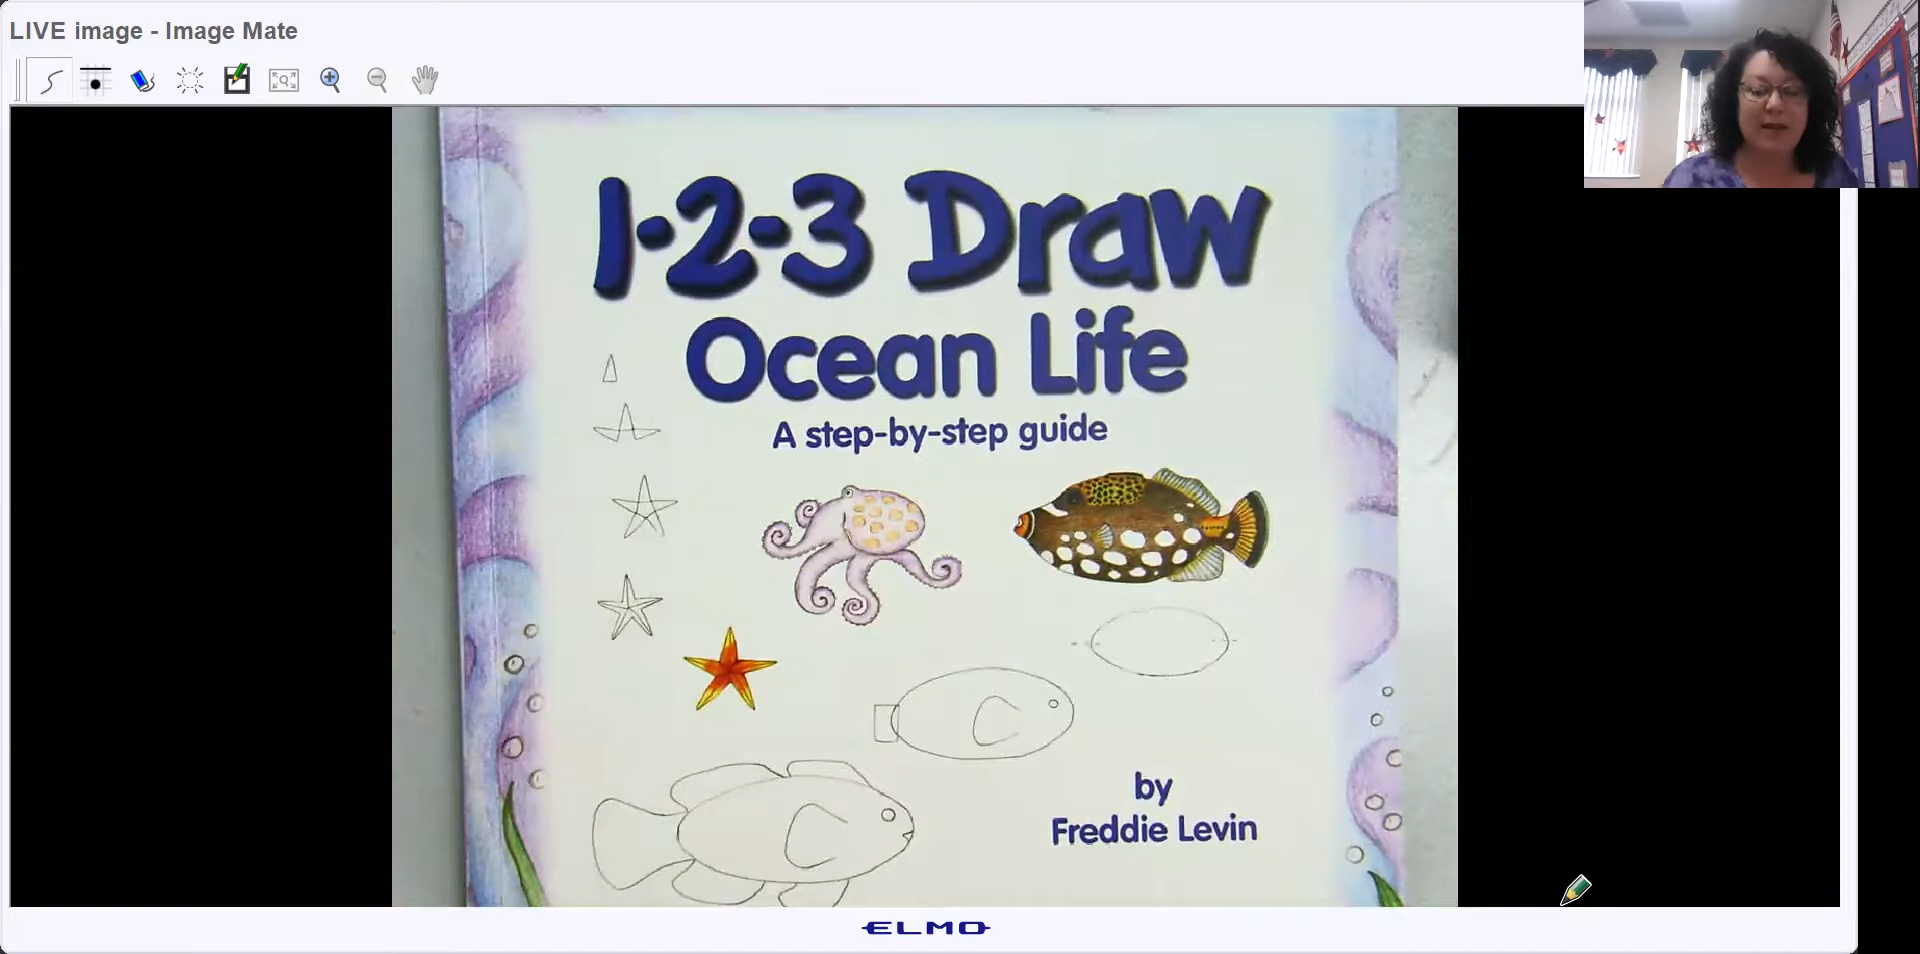 LIVE image - Image Mate
1-2-3 Draw
Ocean Life
A step-by-step guide
by
Freddie Levin
ELMO